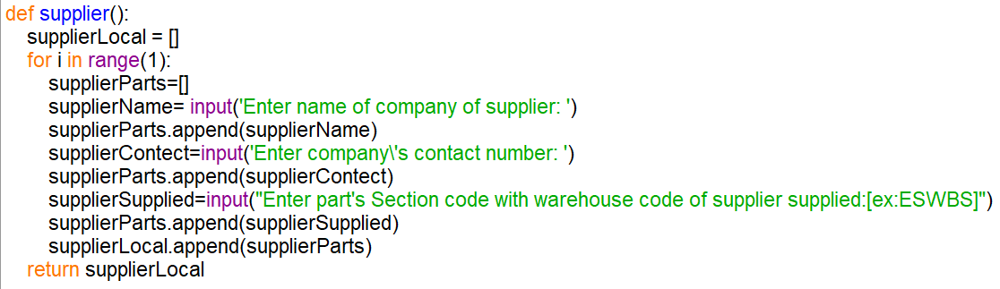 def supplier():
    supplierLocal = []
    for i in range(1):
        supplierParts=[]
        supplierName= input('Enter name of company of supplier: ')
        supplierParts.append(supplierName)
        supplierContect=input('Enter company\'s contact number: ')
        supplierParts.append(supplierContect)
        supplierSupplied=input("Enter part's Section code with warehouse code of supplier supplied:[ex:ESWBS]")
        supplierParts.append(supplierSupplied)
        supplierLocal.append(supplierParts)
    return supplierLocal